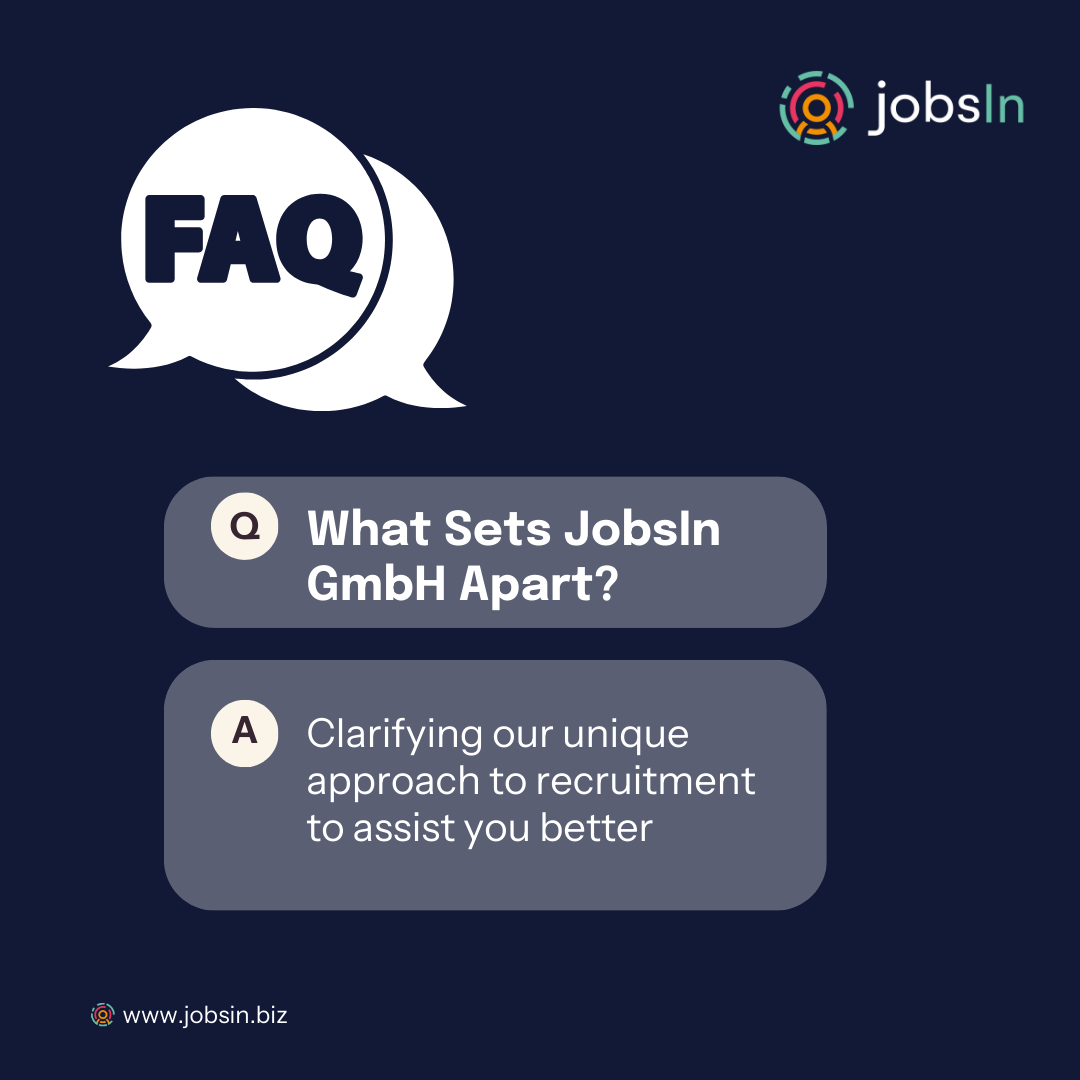 jobsIn
FAQ
Q
What Sets JobsIn
GmbH Apart?
A
Clarifying our unique
approach to recruitment
to assist you better
www.jobsin.biz